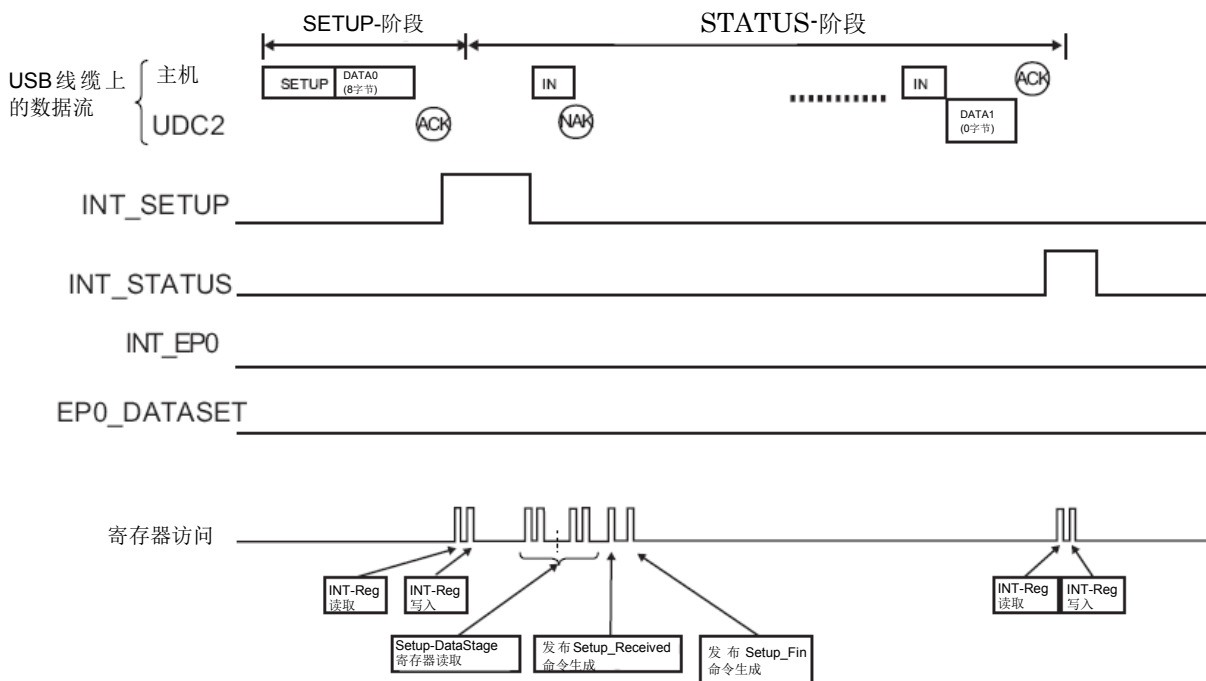 SETUP-阶段
STATUS-阶段
USB线缆上
的数据流
主机
UDC2
SETUP
DATA0
(8字节)
ACK
IN
NAK
IN
DATA1
(0字节)
ACK
INT_SETUP
INT_STATUS
INT_EP0
EP0_DATASET
寄存器访问
INT-Reg
读取
INT-Reg
写入
INT-Reg
读取
INT-Reg
写入
Setup-DataStage
寄存器读取
发布Setup_Received
命令生成
发布 Setup_Fin
命令生成